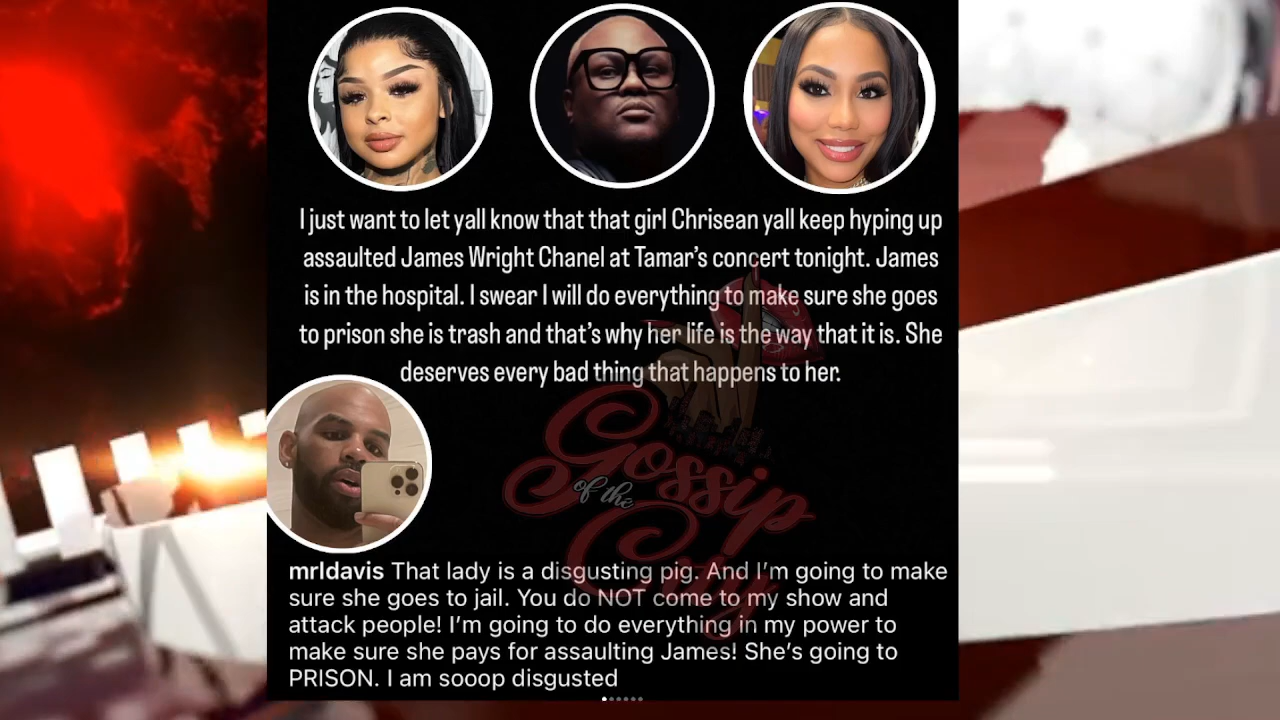 I just want to let yall know that that girl Chrisean yall keep hyping up
assaulted James Wright Chanel at Tamar's concert tonight. James
is in the hospital. I swear I will do everything to make sure she goes
to prison she is trash and that's why her life is the way that it is. She
deserves every bad thing that happens to her.
Gossip
of the
City
mrldavis That lady is a disgusting pig. And I'm going to make
sure she goes to jail. You do NOT come to my show and
attack people! I'm going to do everything in my power to
make sure she pays for assaulting James! She's going to
PRISON. I am sooop disgusted